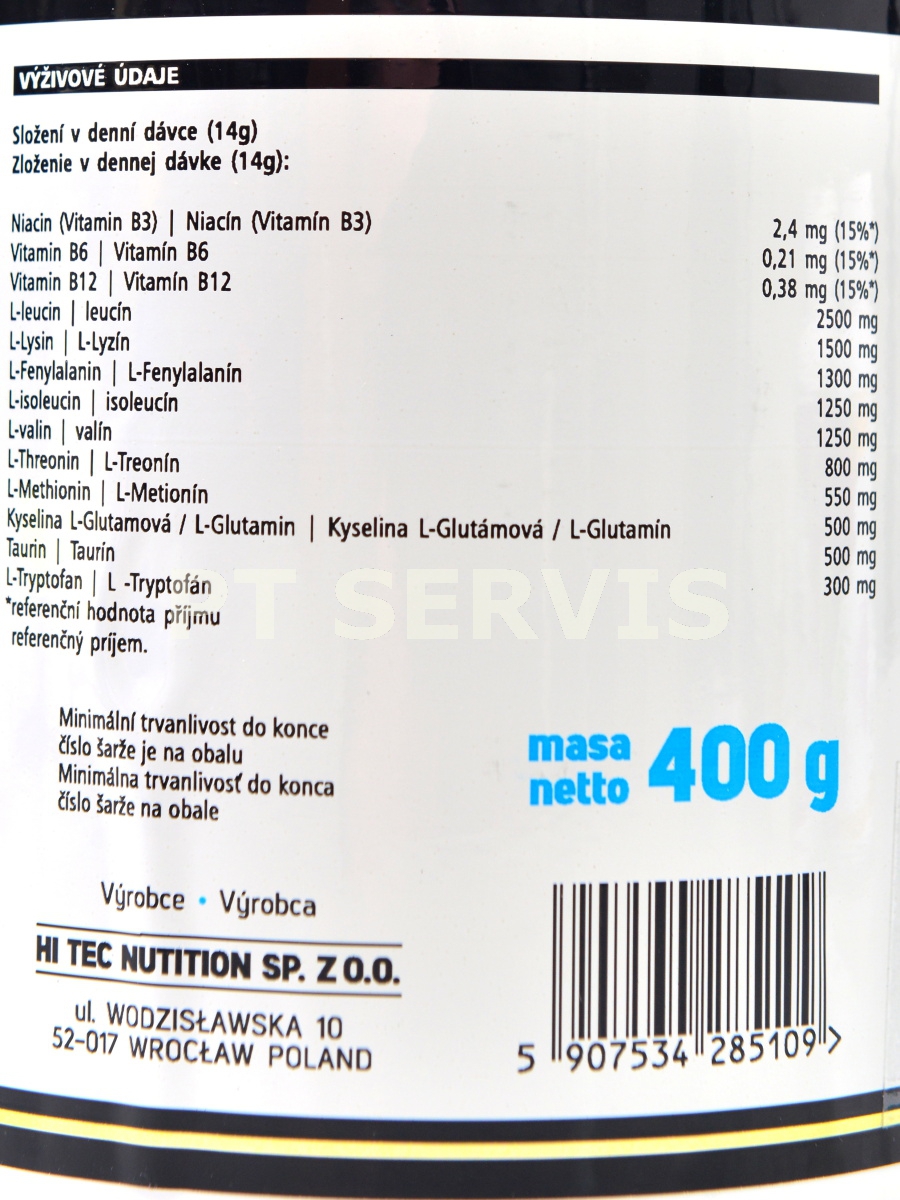 VÝŽIVOVÉ ÚDAJE
Složení v denní dávce (14g)
Zloženie v dennej dávke (14g):
Niacin (Vitamin B3) | Niacín (Vitamín B3) 2,4 mg (15%*)
Vitamin B6 | Vitamín B6 0,21 mg (15%*)
Vitamin B12 | Vitamín B12 0,38 mg (15%*)
L-leucin | leucín 2500 mg
L-Lysin | L-Lyzín 1500 mg
L-Fenylalanin | L-Fenylalanín 1300 mg
L-isoleucin | isoleucín 1250 mg
L-valin | valín 1250 mg
L-Threonin | L-Treonín 800 mg
L-Methionin | L-Metionín 550 mg
Kyselina L-Glutamová / L-Glutamin | Kyselina L-Glutámová / L-Glutamín 500 mg
Taurin | Taurín 500 mg
L-Tryptofan | L -Tryptofán 300 mg
*referenční hodnota příjmu
referenčný príjem.
PT SERVIS
Minimální trvanlivost do konce
číslo šarže je na obalu
Minimálna trvanlivosť do konca
číslo šarže na obale
masa
netto 400 g
Výrobce • Výrobca
HI TEC NUTITION SP. Z O.O.
ul. WODZISŁAWSKA 10
52-017 WROCŁAW POLAND
5 907534 285109 >